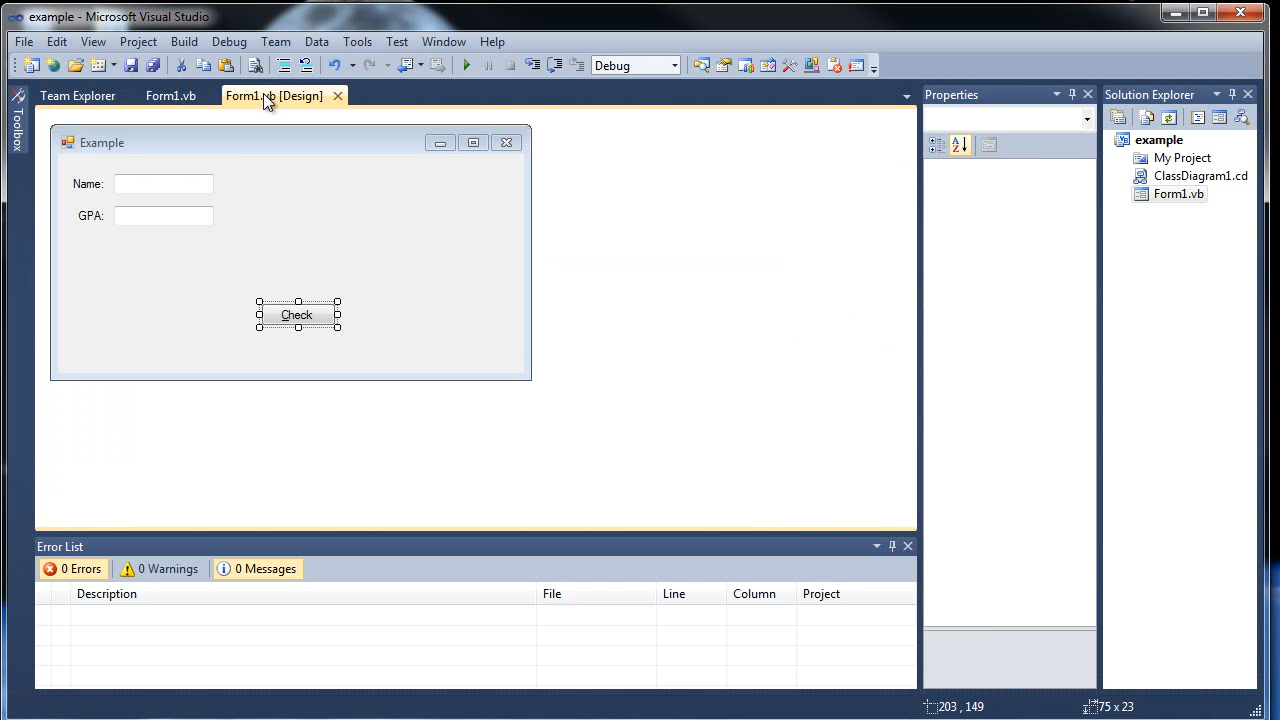 example - Microsoft Visual Studio
File Edit View Project Build Debug Team Data Tools Test Window Help
Debug
Toolbox
Team Explorer Form1.vb Form1.vb [Design]
Example
Name:
GPA:
Check
Properties
Solution Explorer
example
My Project
ClassDiagram1.cd
Form1.vb
Error List
0 Errors 0 Warnings 0 Messages
Description File Line Column Project
203 , 149 75 x 23